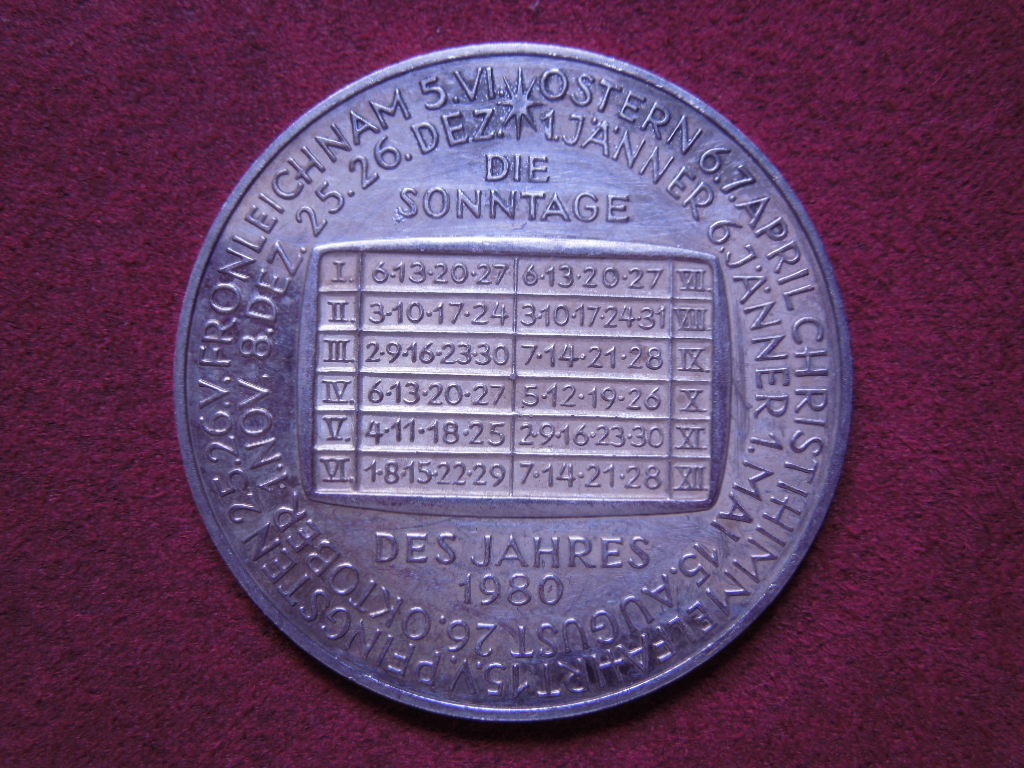 OSTERN 6.7. APRIL CHRISTI HIMMELFAHRT 15.V. PFINGSTEN 25.26.V. FRONLEICHNAM 5.VI.
1.JÄNNER 6.JÄNNER 1.MAI 15.AUGUST 26.OKTOBER 1.NOV. 8.DEZ. 25.26.DEZ.
DIE
SONNTAGE
I. 6·13·20·27 6·13·20·27 VII
II. 3·10·17·24 3·10·17·24·31 VIII
III. 2·9·16·23·30 7·14·21·28 IX
IV. 6·13·20·27 5·12·19·26 X
V. 4·11·18·25 2·9·16·23·30 XI
VI. 1·8·15·22·29 7·14·21·28 XII
DES JAHRES
1980